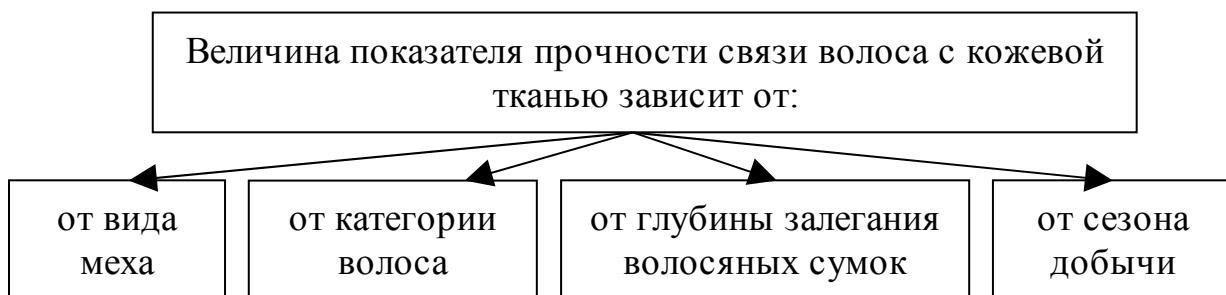 Величина показателя прочности связи волоса с кожевой
тканью зависит от:
от вида
меха
от категории
волоса
от глубины залегания
волосяных сумок
от сезона
добычи